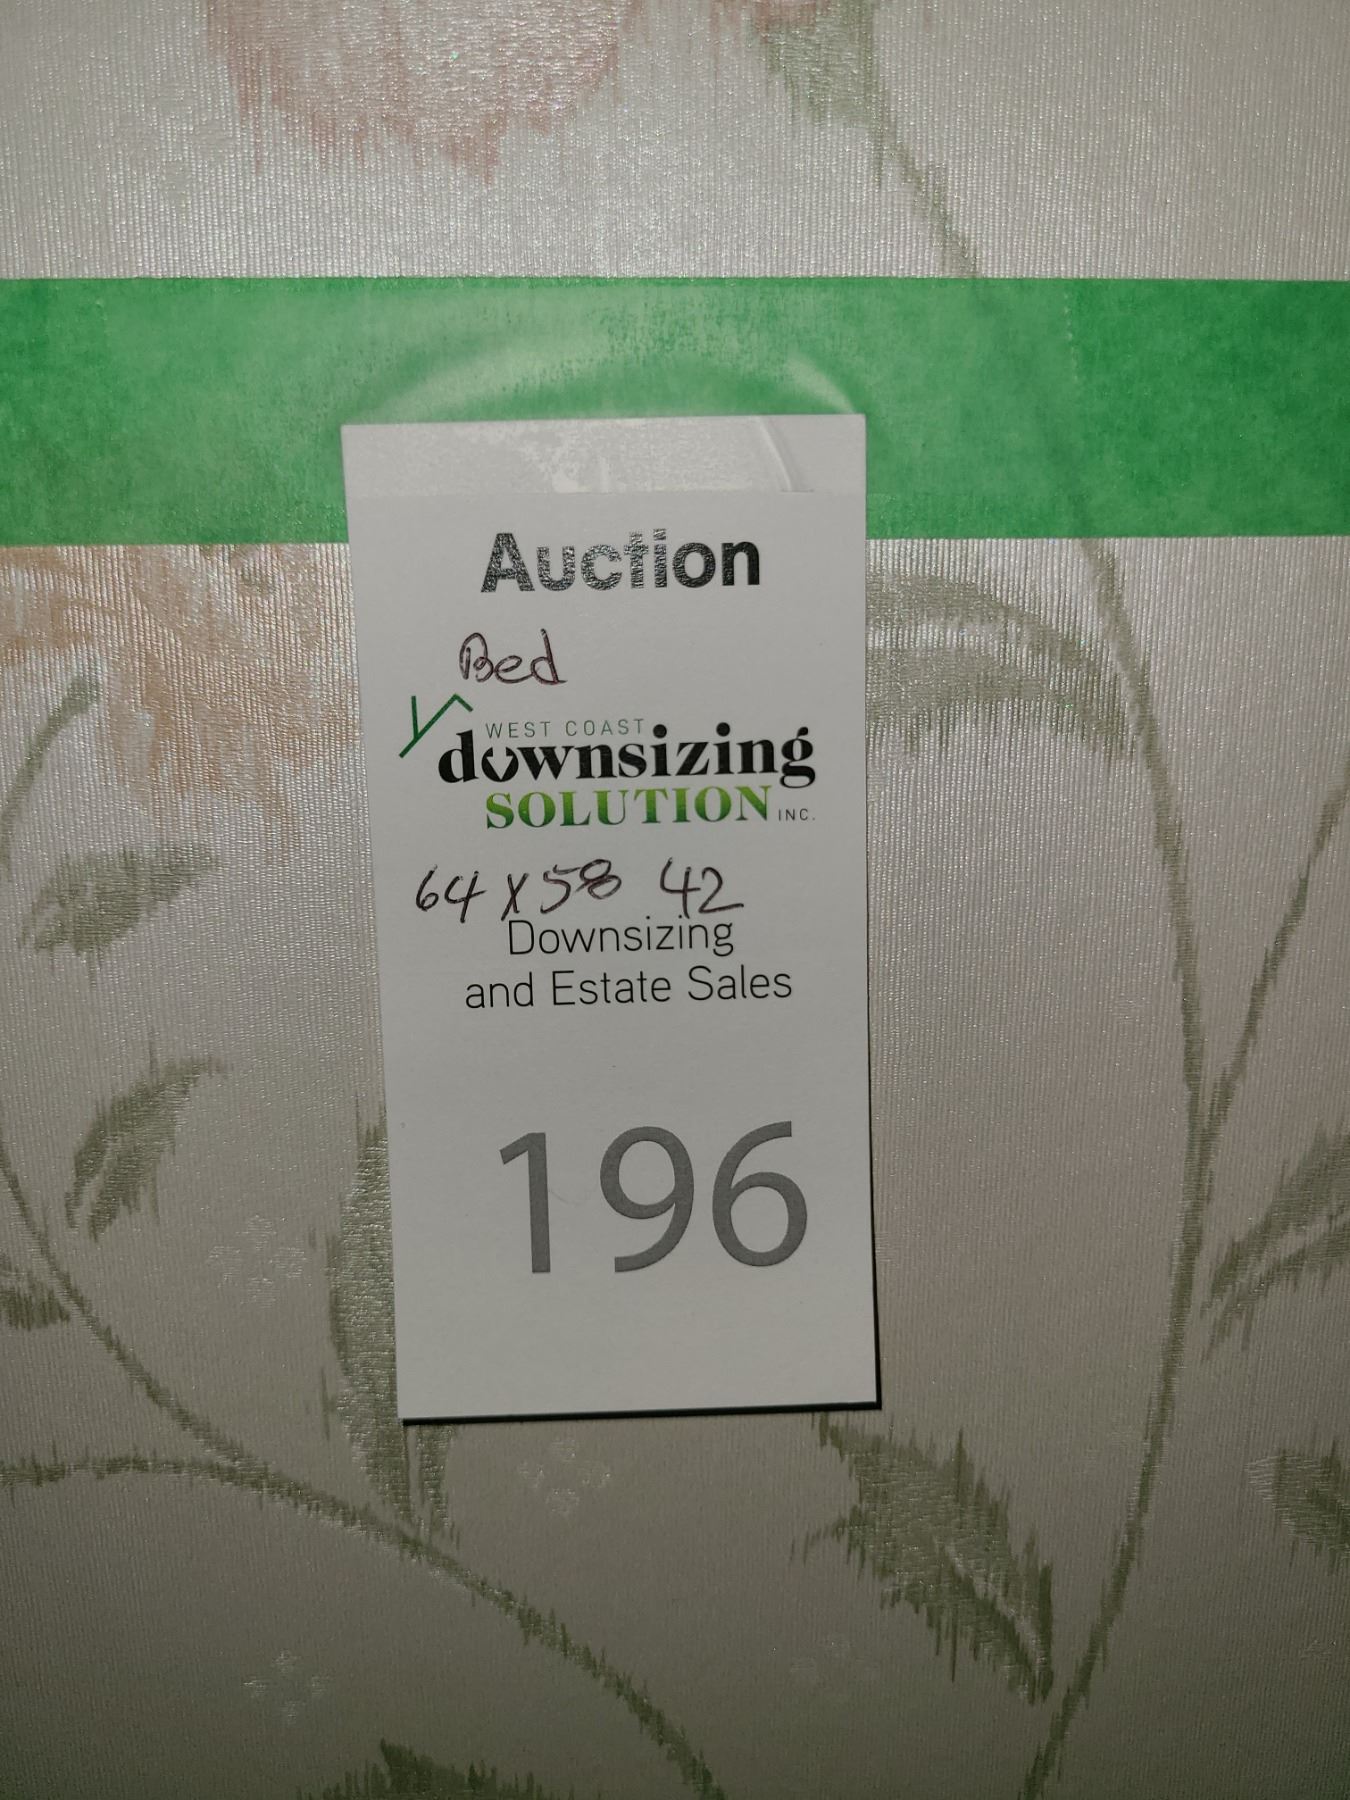 Auction
Bed
WEST COAST
downsizing
SOLUTION INC.
64 x 58 42
Downsizing
and Estate Sales
196